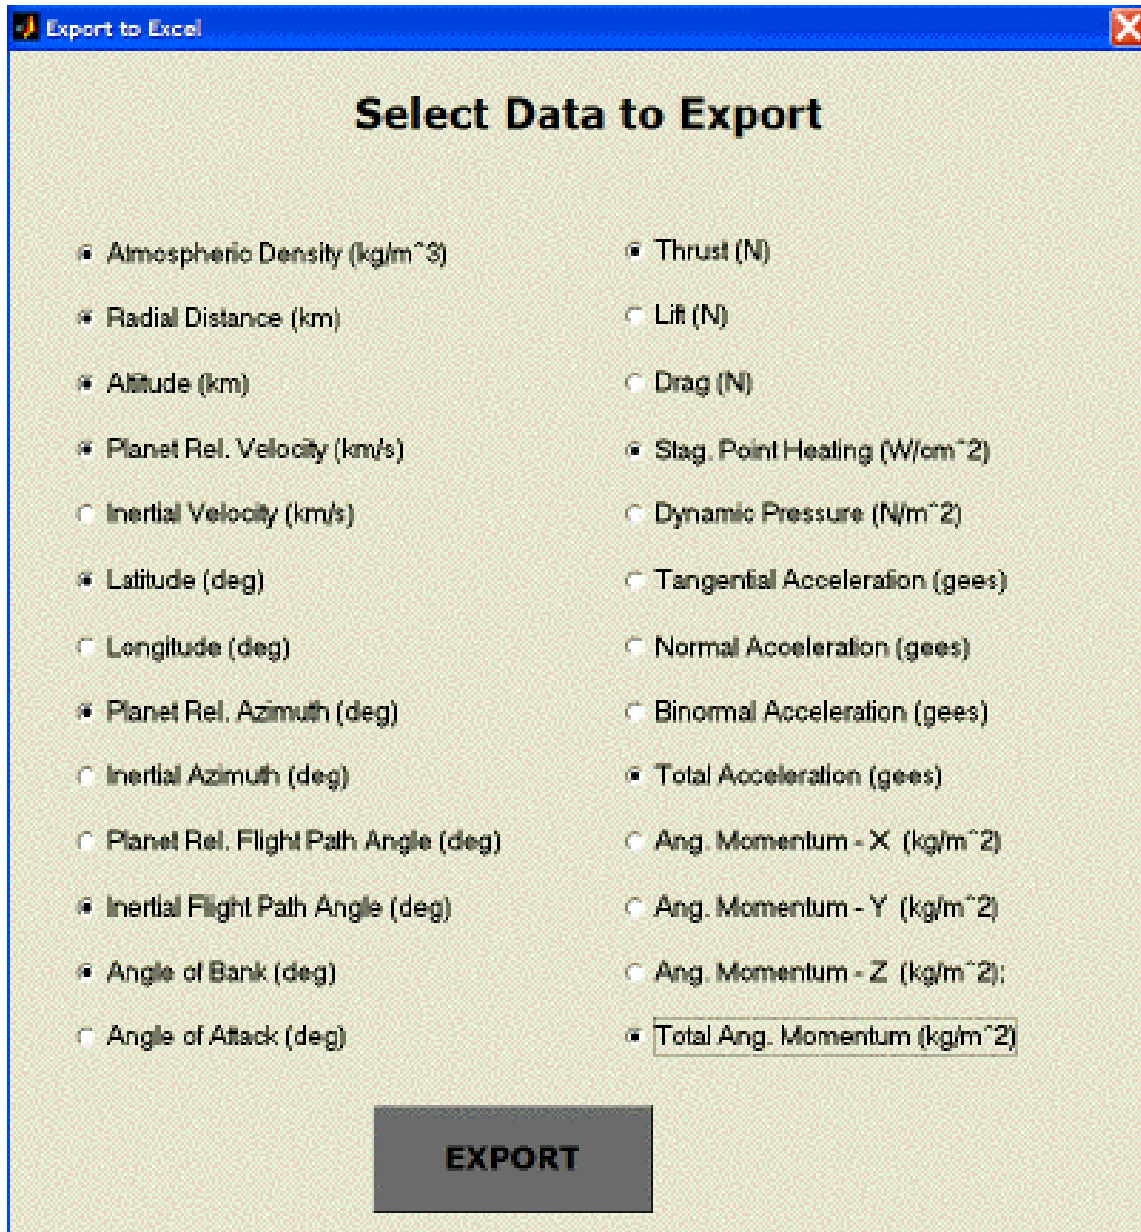 Export to Excel
Select Data to Export
Atmospheric Density (kg/m^3)
Radial Distance (km)
Altitude (km)
Planet Rel. Velocity (km/s)
Inertial Velocity (km/s)
Latitude (deg)
Longitude (deg)
Planet Rel. Azimuth (deg)
Inertial Azimuth (deg)
Planet Rel. Flight Path Angle (deg)
Inertial Flight Path Angle (deg)
Angle of Bank (deg)
Angle of Attack (deg)
Thrust (N)
Lift (N)
Drag (N)
Stag. Point Heating (W/cm^2)
Dynamic Pressure (N/m^2)
Tangential Acceleration (gees)
Normal Acceleration (gees)
Binormal Acceleration (gees)
Total Acceleration (gees)
Ang. Momentum - X (kg/m^2)
Ang. Momentum - Y (kg/m^2)
Ang. Momentum - Z (kg/m^2);
Total Ang. Momentum (kg/m^2)
EXPORT